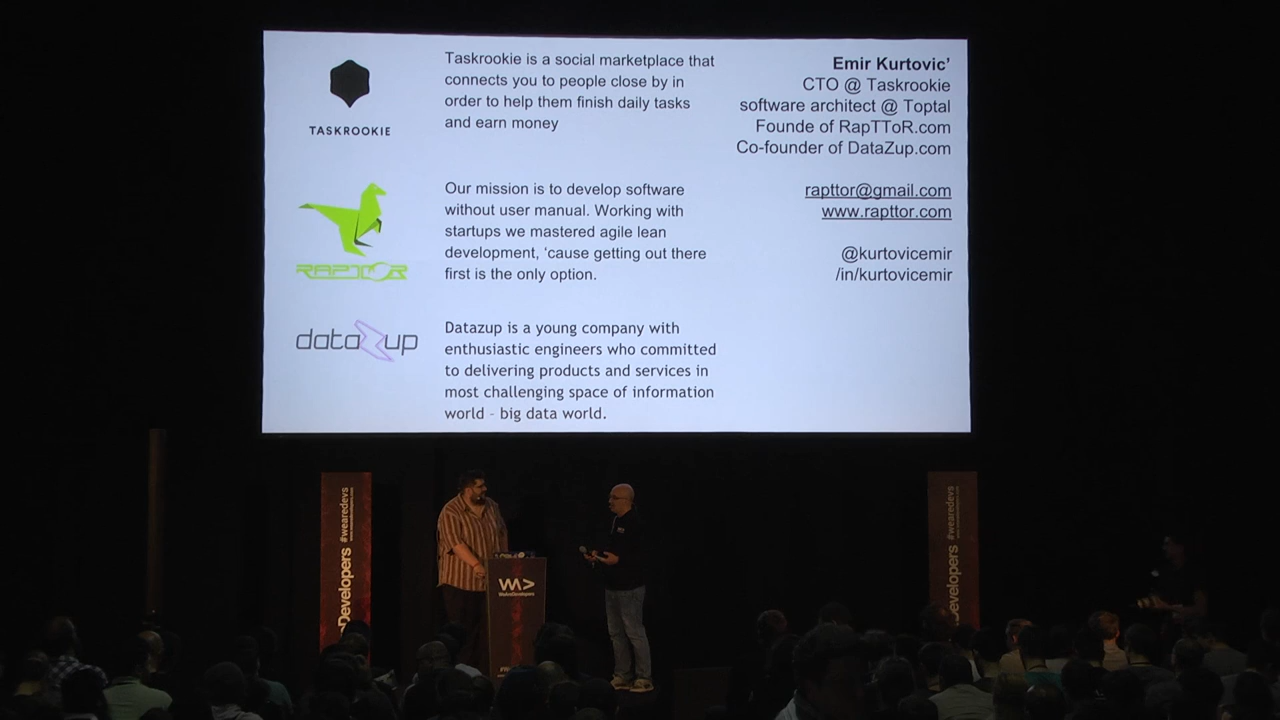 TASKROOKIE
Taskrookie is a social marketplace that
connects you to people close by in
order to help them finish daily tasks
and earn money
RAPTTOR
Our mission is to develop software
without user manual. Working with
startups we mastered agile lean
development, ‘cause getting out there
first is the only option.
datazup
Datazup is a young company with
enthusiastic engineers who committed
to delivering products and services in
most challenging space of information
world - big data world.
Emir Kurtovic’
CTO @ Taskrookie
software architect @ Toptal
Founde of RapTToR.com
Co-founder of DataZup.com
rapttor@gmail.com
www.rapttor.com
@kurtovicemir
/in/kurtovicemir
Developers
#wearedevs
WeAreDevelopers
Developers
#wearedevs